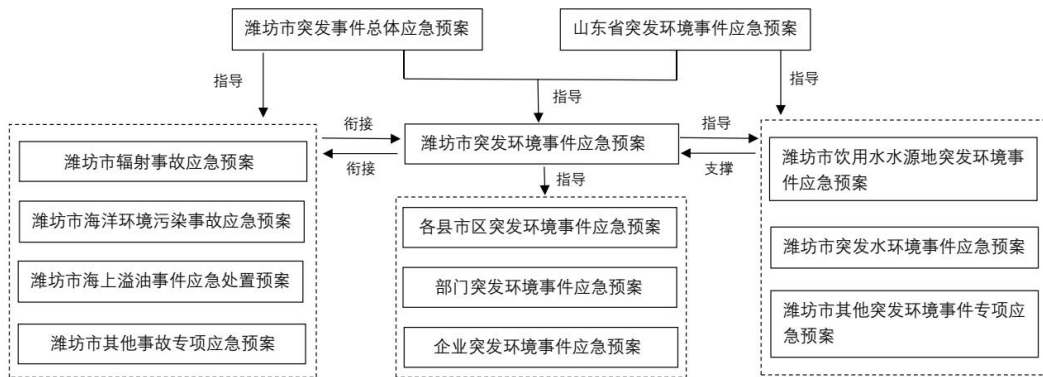 潍坊市突发事件总体应急预案
山东省突发环境事件应急预案
指导
指导
指导
衔接
潍坊市突发环境事件应急预案
指导
衔接
支撑
指导
潍坊市辐射事故应急预案
潍坊市海洋环境污染事故应急预案
潍坊市海上溢油事件应急处置预案
潍坊市其他事故专项应急预案
各县市区突发环境事件应急预案
部门突发环境事件应急预案
企业突发环境事件应急预案
潍坊市饮用水水源地突发环境事
件应急预案
潍坊市突发水环境事件应急预案
潍坊市其他突发环境事件专项应
急预案